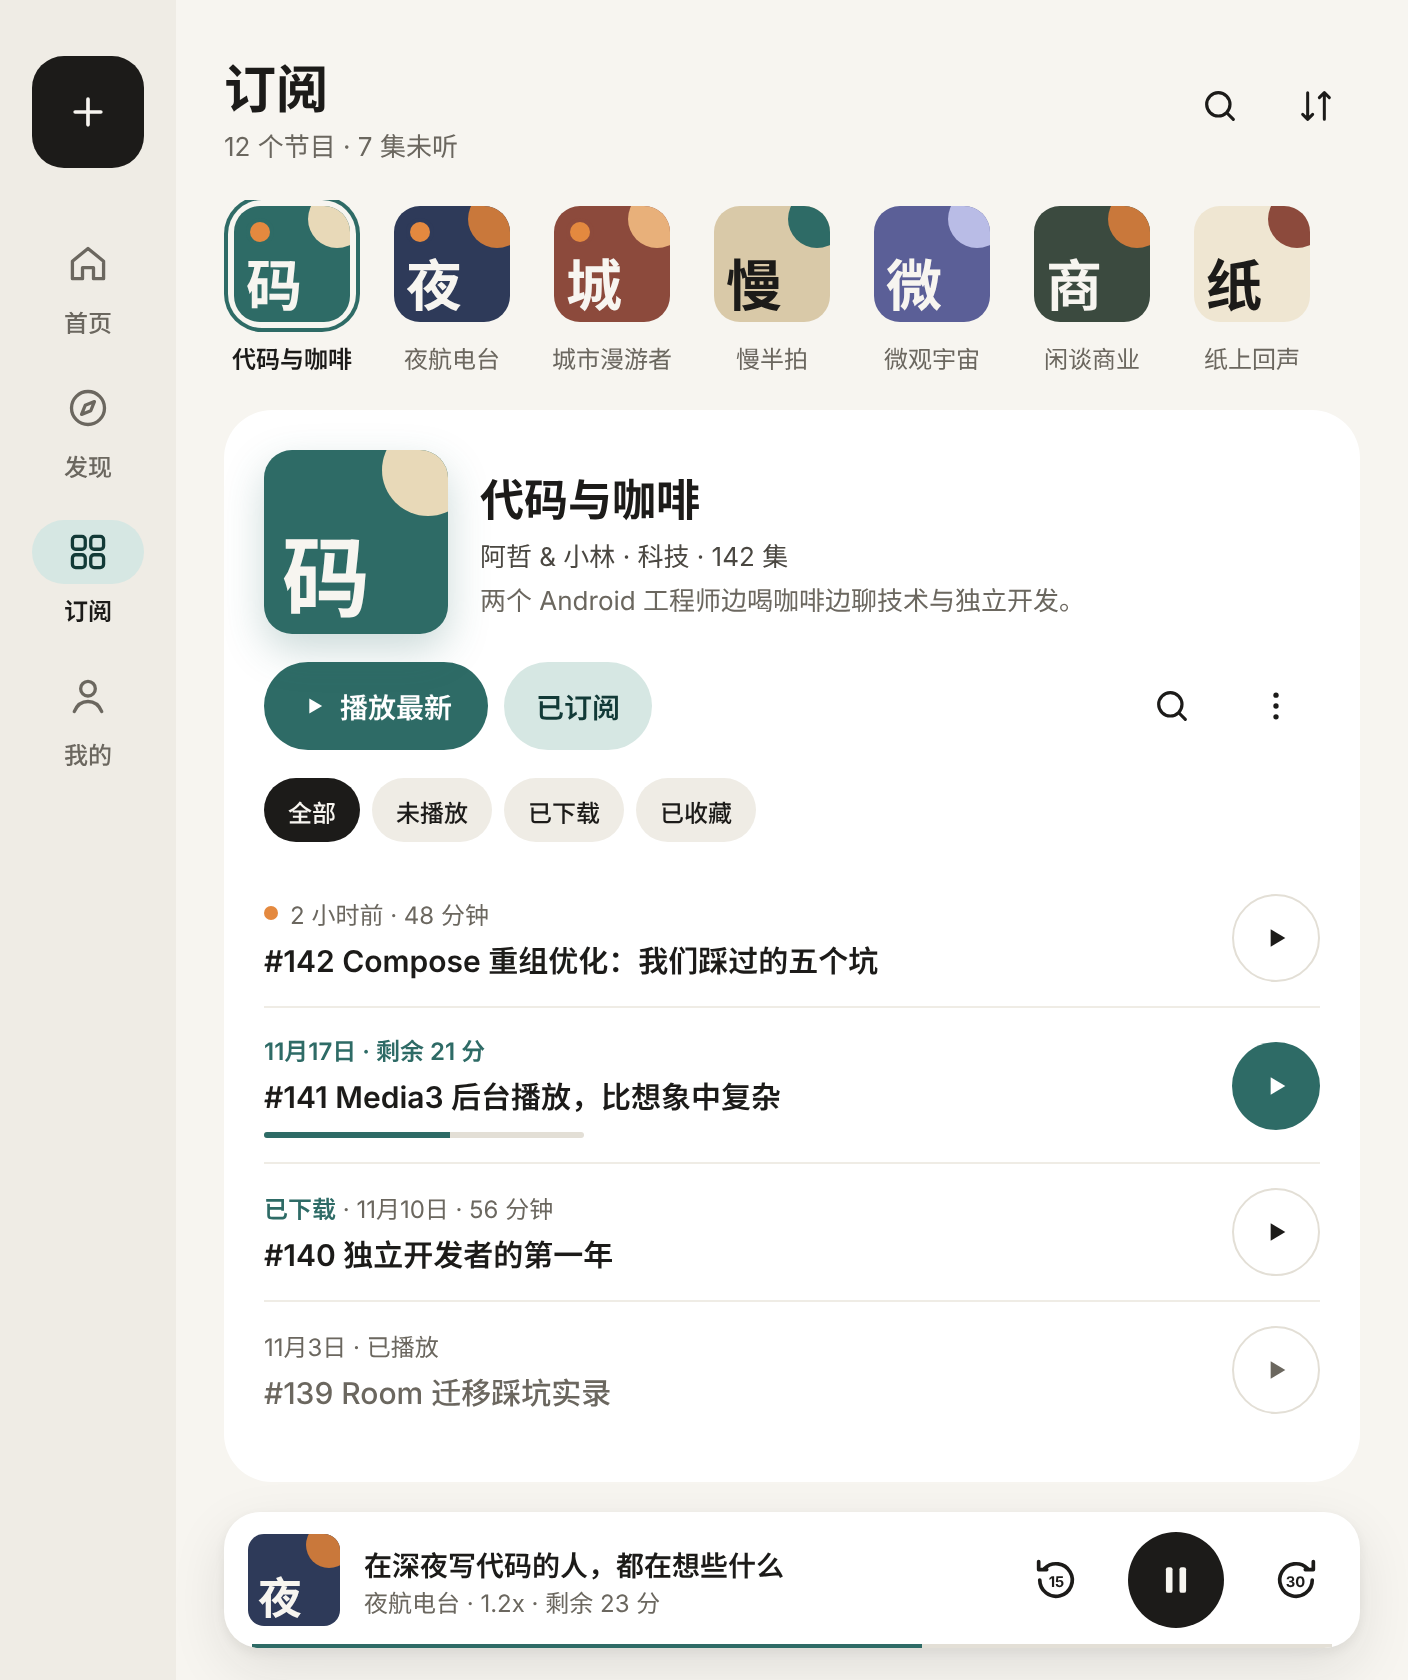 订阅
12 个节目 · 7 集未听
首页
发现
订阅
我的
码
夜
城
慢
微
商
纸
代码与咖啡
夜航电台
城市漫游者
慢半拍
微观宇宙
闲谈商业
纸上回声
码
代码与咖啡
阿哲 & 小林 · 科技 · 142 集
两个 Android 工程师边喝咖啡边聊技术与独立开发。
播放最新
已订阅
全部
未播放
已下载
已收藏
2 小时前 · 48 分钟
#142 Compose 重组优化：我们踩过的五个坑
11月17日 · 剩余 21 分
#141 Media3 后台播放，比想象中复杂
已下载 · 11月10日 · 56 分钟
#140 独立开发者的第一年
11月3日 · 已播放
#139 Room 迁移踩坑实录
夜
在深夜写代码的人，都在想些什么
夜航电台 · 1.2x · 剩余 23 分
15
30